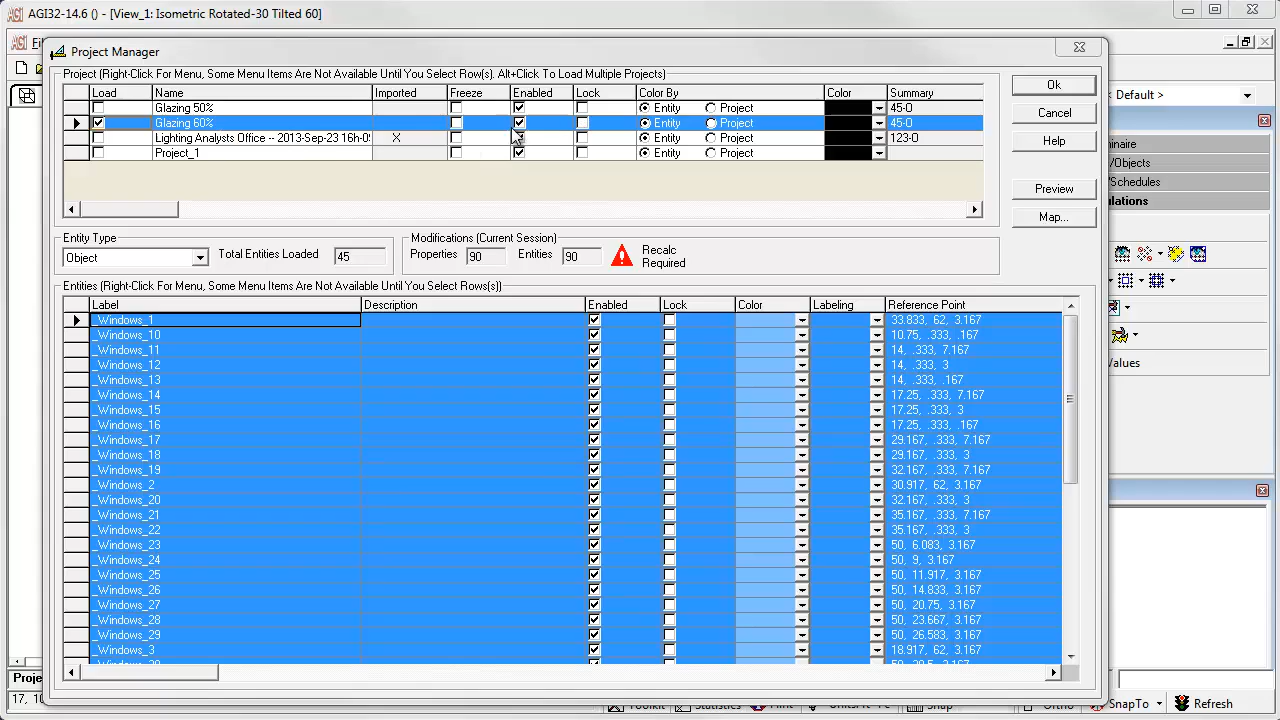 AGI32-14.6 () - [View_1: Isometric Rotated-30 Tilted 60]
Project Manager
Project (Right-Click For Menu, Some Menu Items Are Not Available Until You Select Row(s). Alt+Click To Load Multiple Projects)
Load Name Imported Freeze Enabled Lock Color By Color Summary
Glazing 50% Entity Project 45-O
Glazing 60% Entity Project 45-O
Lighting Analysts Office -- 2013-Sep-23 16h-0 X Entity Project 123-O
Project_1 Entity Project
Ok
Cancel
Help
Preview
Map...
Entity Type
Object
Total Entities Loaded 45
Modifications (Current Session)
Properties 90 Entities 90
Recalc
Required
Entities (Right-Click For Menu, Some Menu Items Are Not Available Until You Select Rows(s))
Label Description Enabled Lock Color Labeling Reference Point
_Windows_1 33.833, 62, 3.167
_Windows_10 10.75, .333, .167
_Windows_11 14, .333, 7.167
_Windows_12 14, .333, 3
_Windows_13 14, .333, .167
_Windows_14 17.25, .333, 7.167
_Windows_15 17.25, .333, 3
_Windows_16 17.25, .333, .167
_Windows_17 29.167, .333, 7.167
_Windows_18 29.167, .333, 3
_Windows_19 32.167, .333, 7.167
_Windows_2 30.917, 62, 3.167
_Windows_20 32.167, .333, 3
_Windows_21 35.167, .333, 7.167
_Windows_22 35.167, .333, 3
_Windows_23 50, 6.083, 3.167
_Windows_24 50, 9, 3.167
_Windows_25 50, 11.917, 3.167
_Windows_26 50, 14.833, 3.167
_Windows_27 50, 20.75, 3.167
_Windows_28 50, 23.667, 3.167
_Windows_29 50, 26.583, 3.167
_Windows_3 18.917, 62, 3.167
AGI Fi
Default >
minaire
/Objects
/Schedules
ulations
Values
Proje
17, 10
Toolkit Statistics Snap Ortho SnapTo Refresh